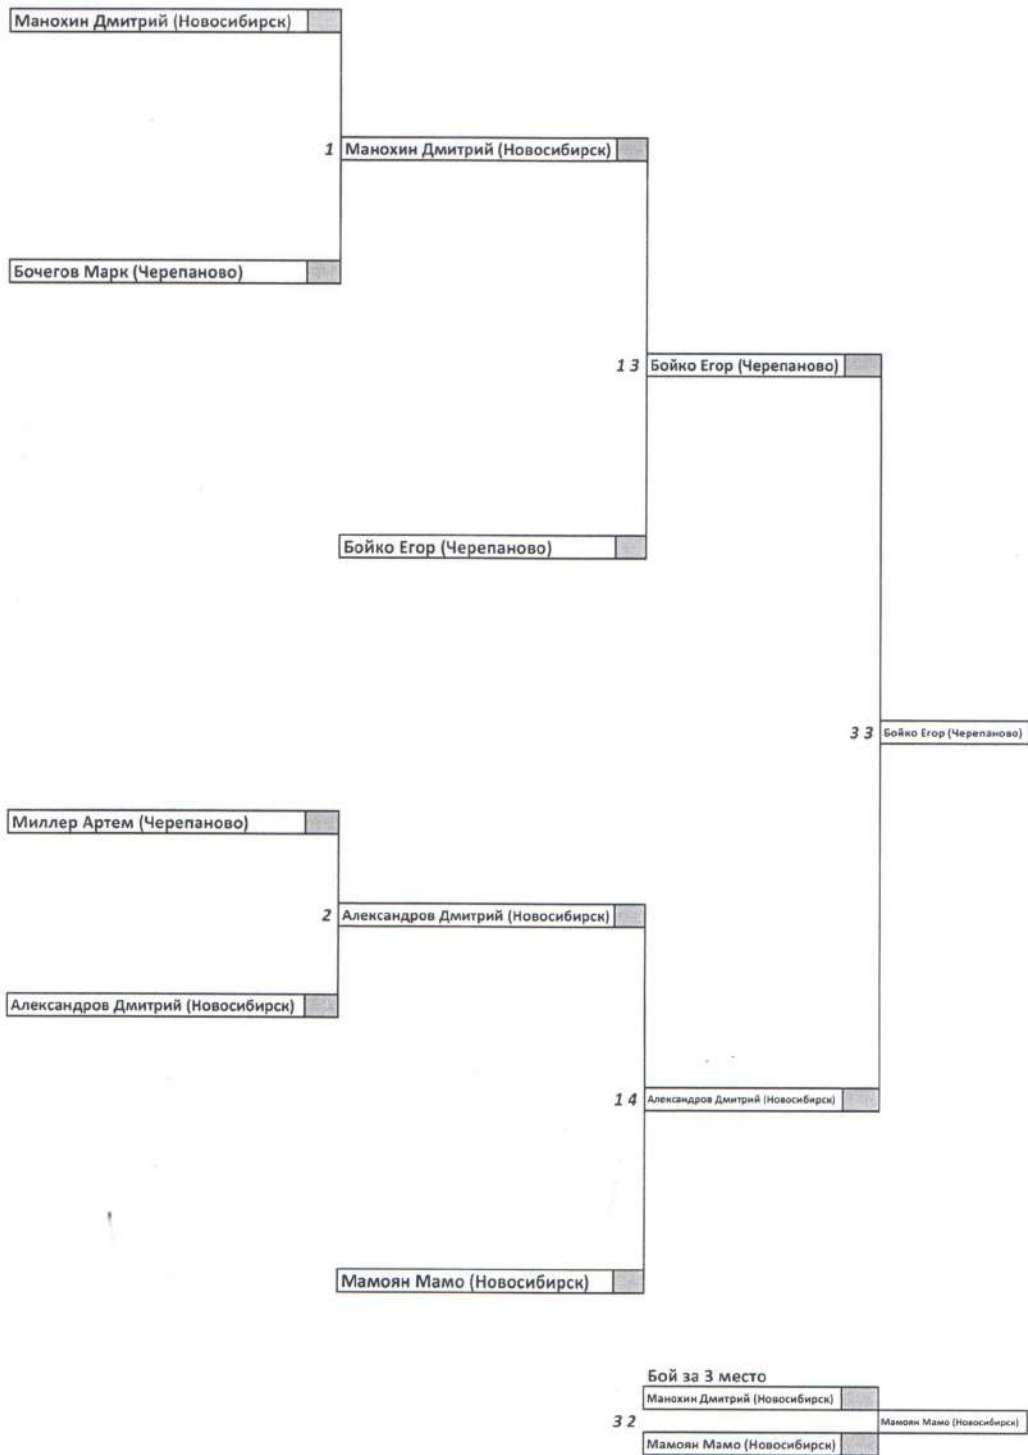 Манохин Дмитрий (Новосибирск)
1 Манохин Дмитрий (Новосибирск)
Бочегов Марк (Черепаново)
1 3 Бойко Егор (Черепаново)
Бойко Егор (Черепаново)
3 3 Бойко Егор (Черепаново)
Миллер Артем (Черепаново)
2 Александров Дмитрий (Новосибирск)
Александров Дмитрий (Новосибирск)
1 4 Александров Дмитрий (Новосибирск)
Мамоян Мамо (Новосибирск)
Бой за 3 место
Манохин Дмитрий (Новосибирск)
3 2 Мамоян Мамо (Новосибирск)
Мамоян Мамо (Новосибирск)